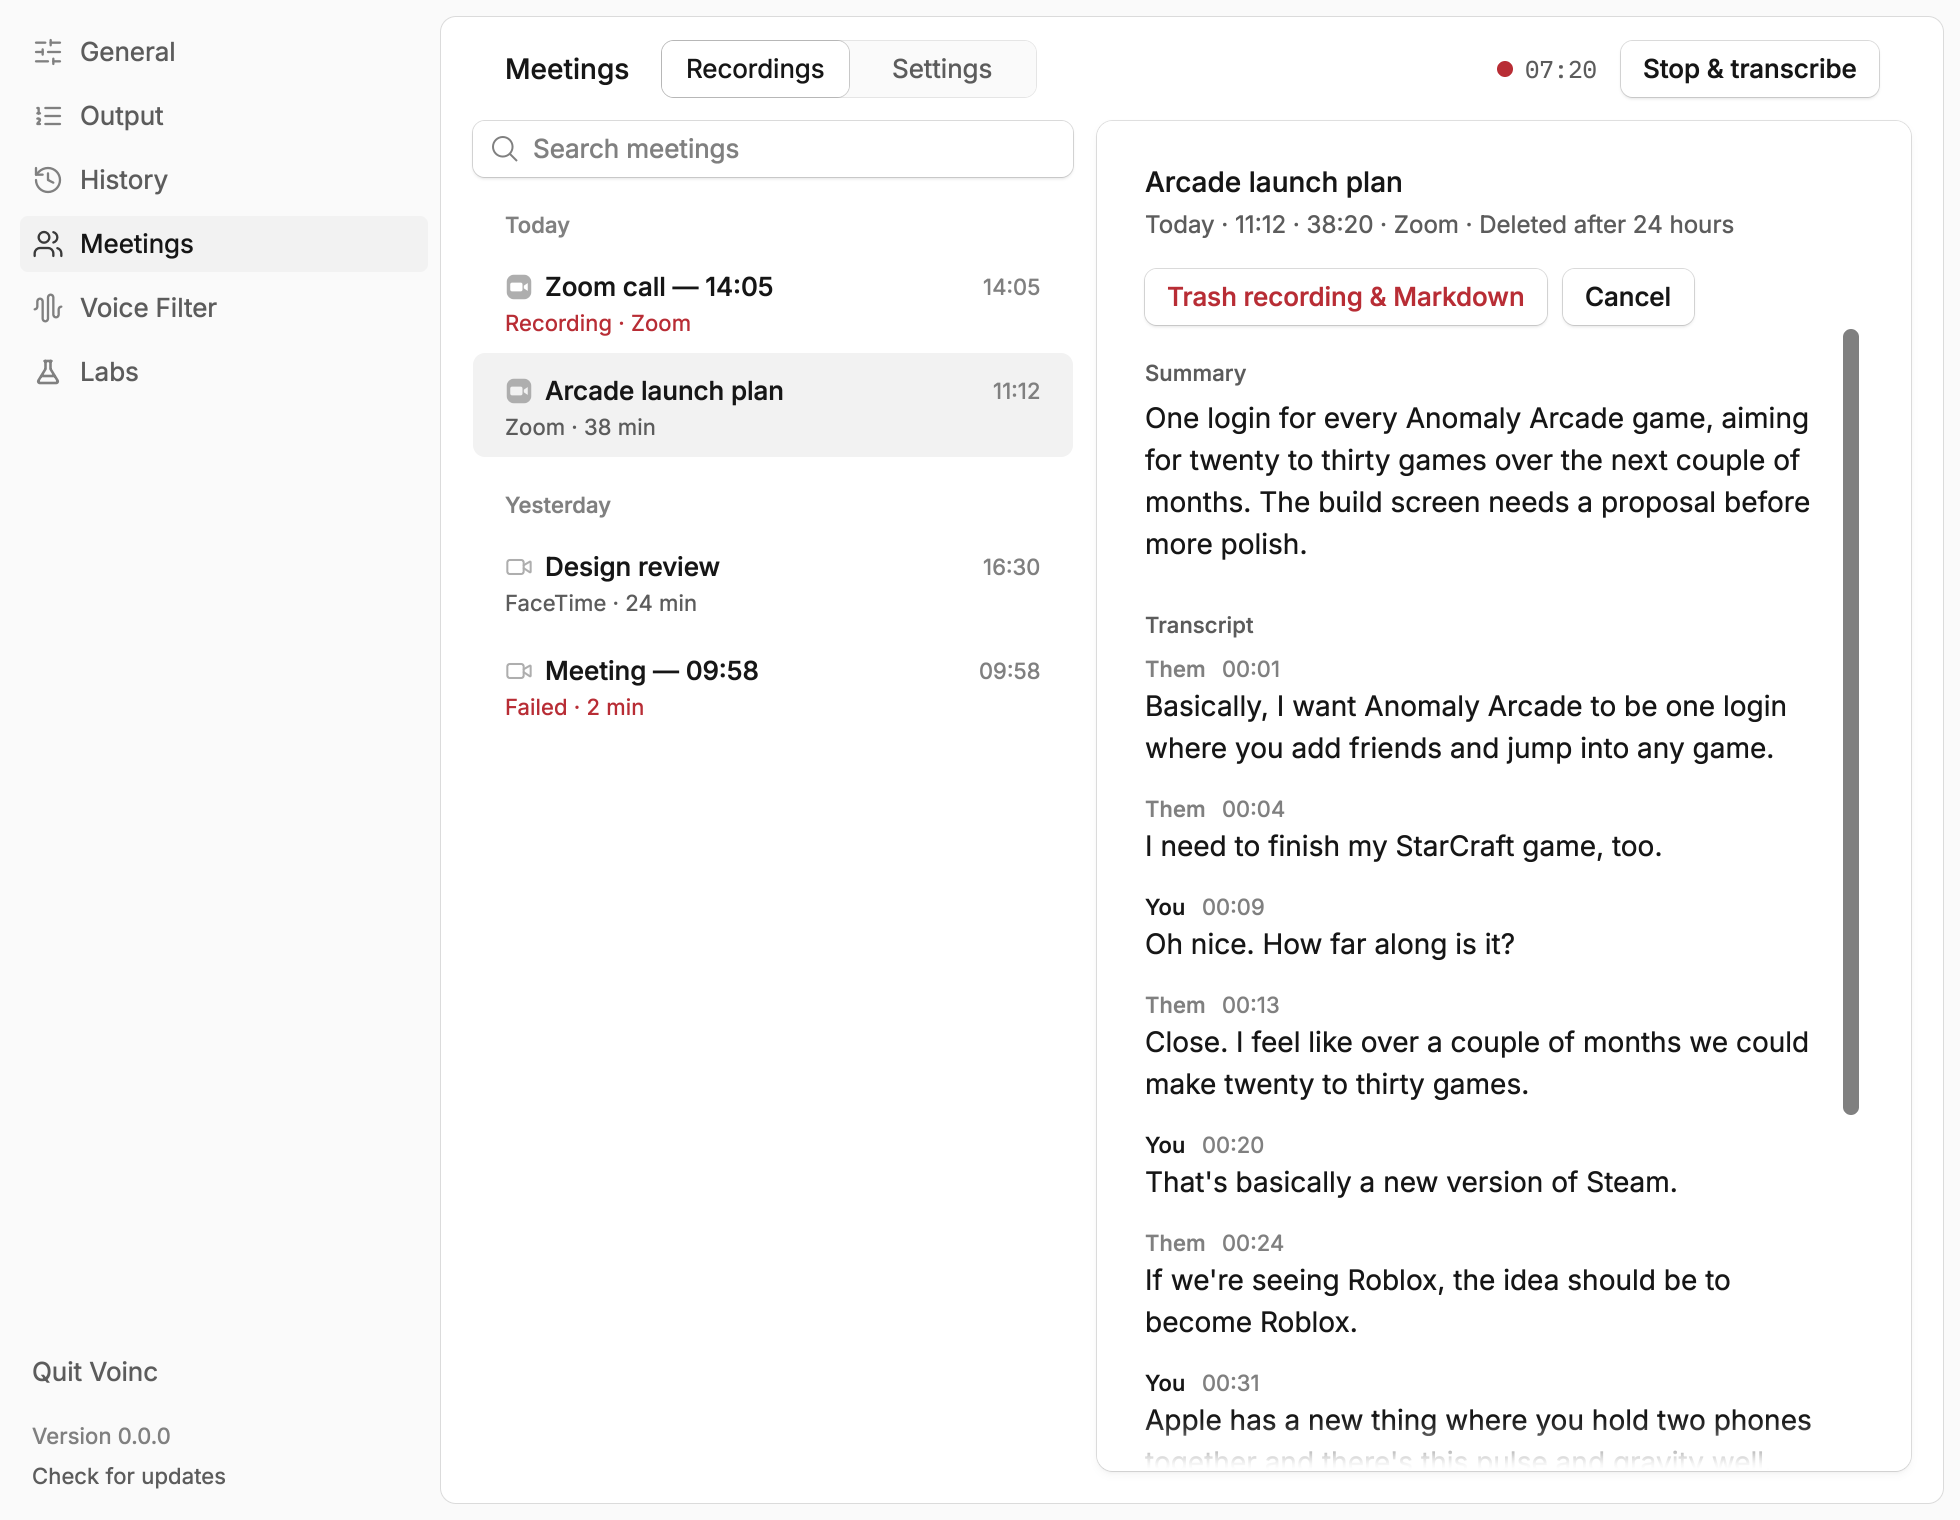 General
Output
History
Meetings
Voice Filter
Labs
Quit Voinc
Version 0.0.0
Check for updates
Meetings
Recordings
Settings
07:20
Stop & transcribe
Search meetings
Today
Zoom call — 14:05
14:05
Recording · Zoom
Arcade launch plan
11:12
Zoom · 38 min
Yesterday
Design review
16:30
FaceTime · 24 min
Meeting — 09:58
09:58
Failed · 2 min
Arcade launch plan
Today · 11:12 · 38:20 · Zoom · Deleted after 24 hours
Trash recording & Markdown
Cancel
Summary
One login for every Anomaly Arcade game, aiming
for twenty to thirty games over the next couple of
months. The build screen needs a proposal before
more polish.
Transcript
Them 00:01
Basically, I want Anomaly Arcade to be one login
where you add friends and jump into any game.
Them 00:04
I need to finish my StarCraft game, too.
You 00:09
Oh nice. How far along is it?
Them 00:13
Close. I feel like over a couple of months we could
make twenty to thirty games.
You 00:20
That's basically a new version of Steam.
Them 00:24
If we're seeing Roblox, the idea should be to
become Roblox.
You 00:31
Apple has a new thing where you hold two phones
together and there's this pulse and gravity well